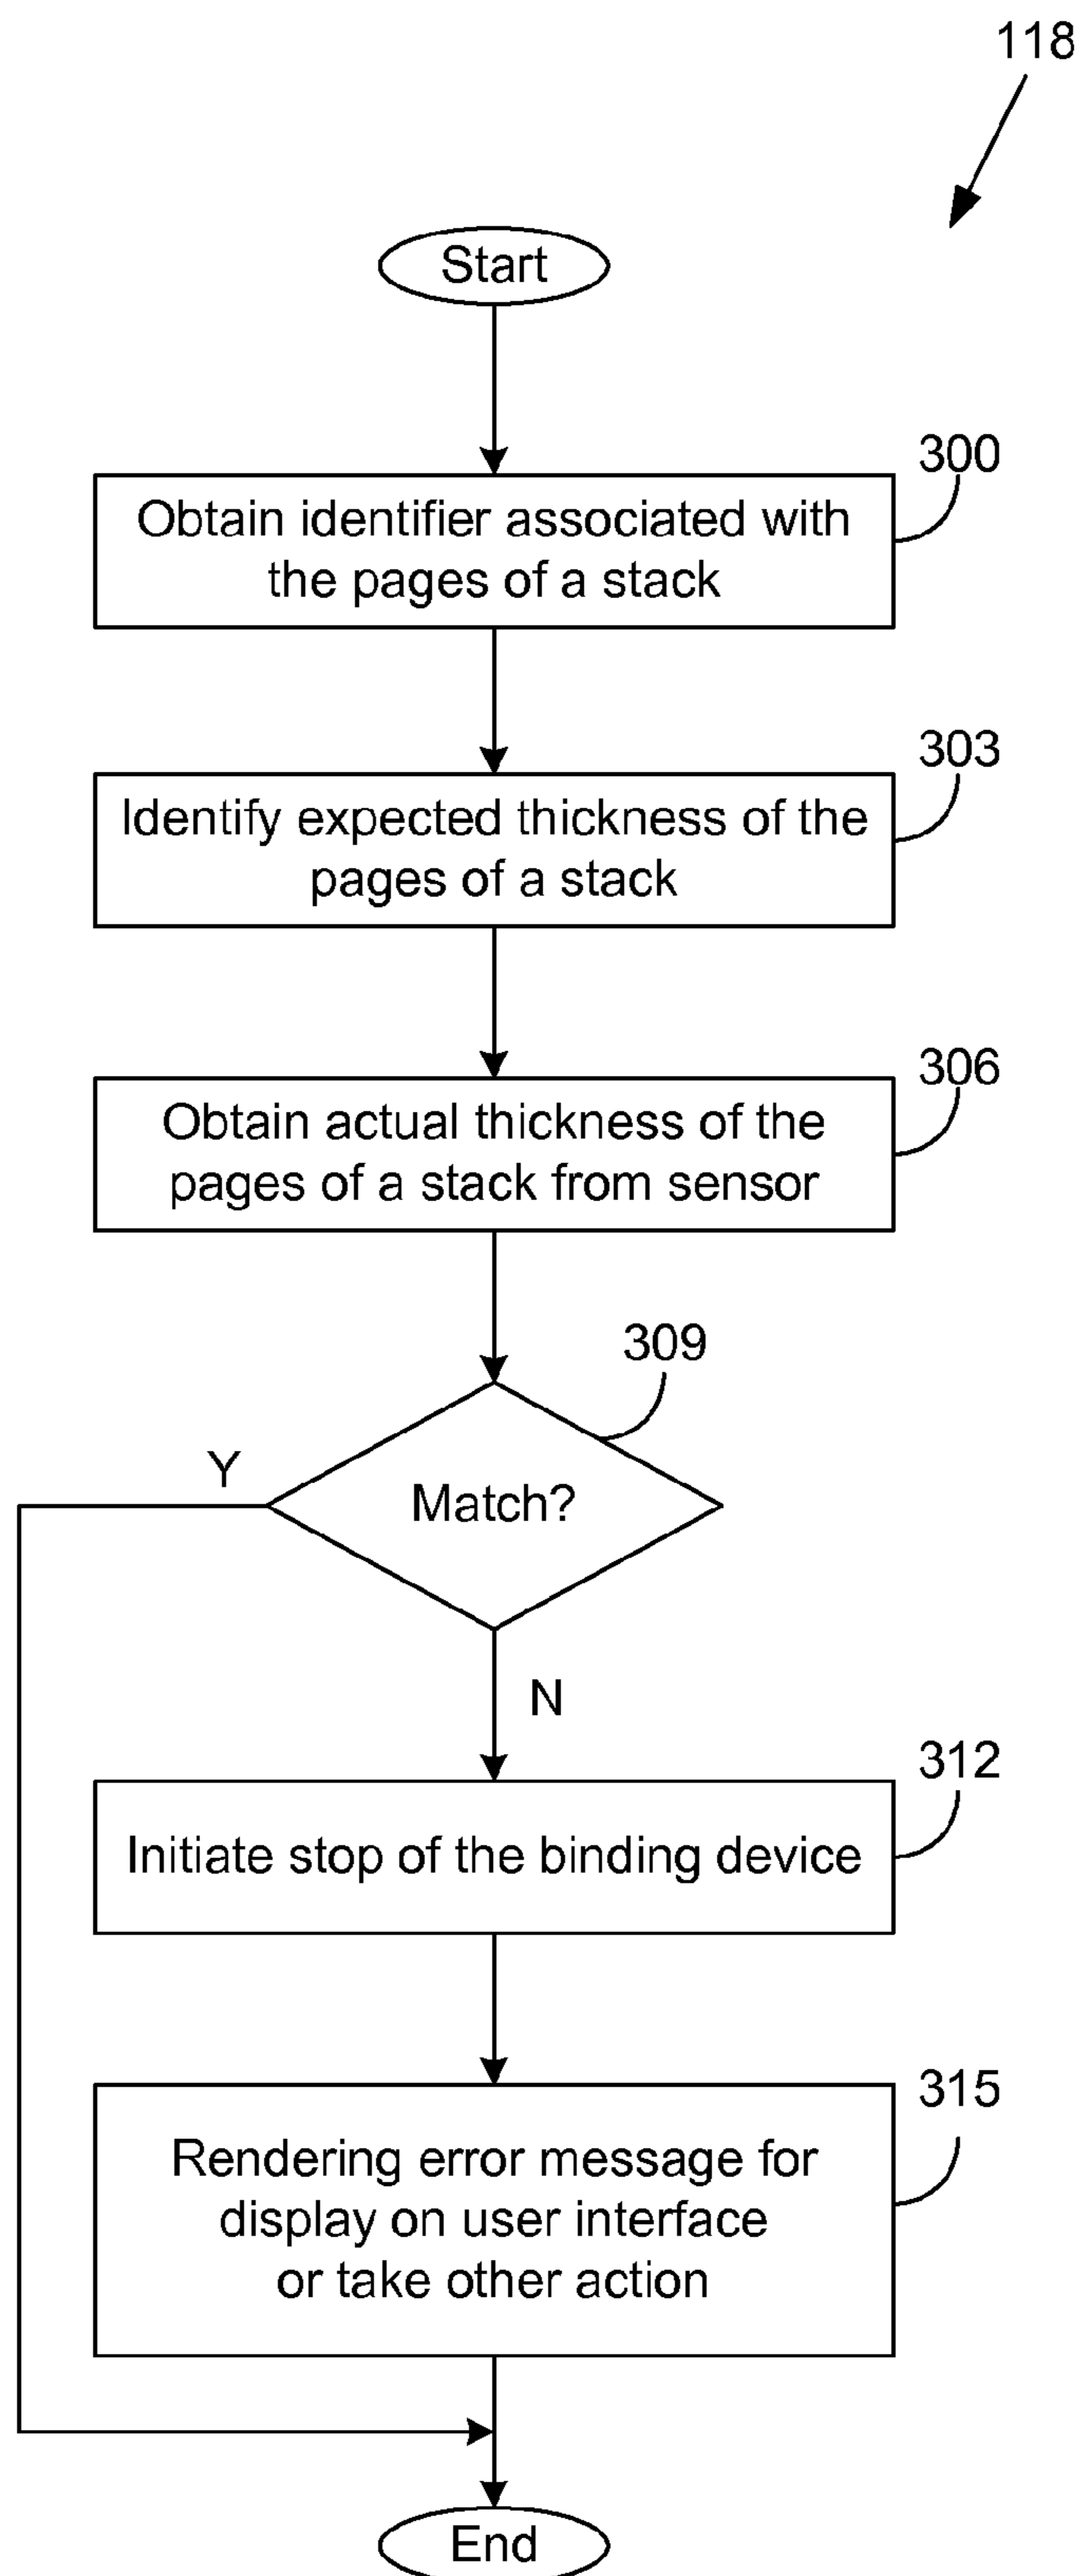 118
Start
300
Obtain identifier associated with
the pages of a stack
303
Identify expected thickness of the
pages of a stack
306
Obtain actual thickness of the
pages of a stack from sensor
309
Y
Match?
N
312
Initiate stop of the binding device
315
Rendering error message for
display on user interface
or take other action
End